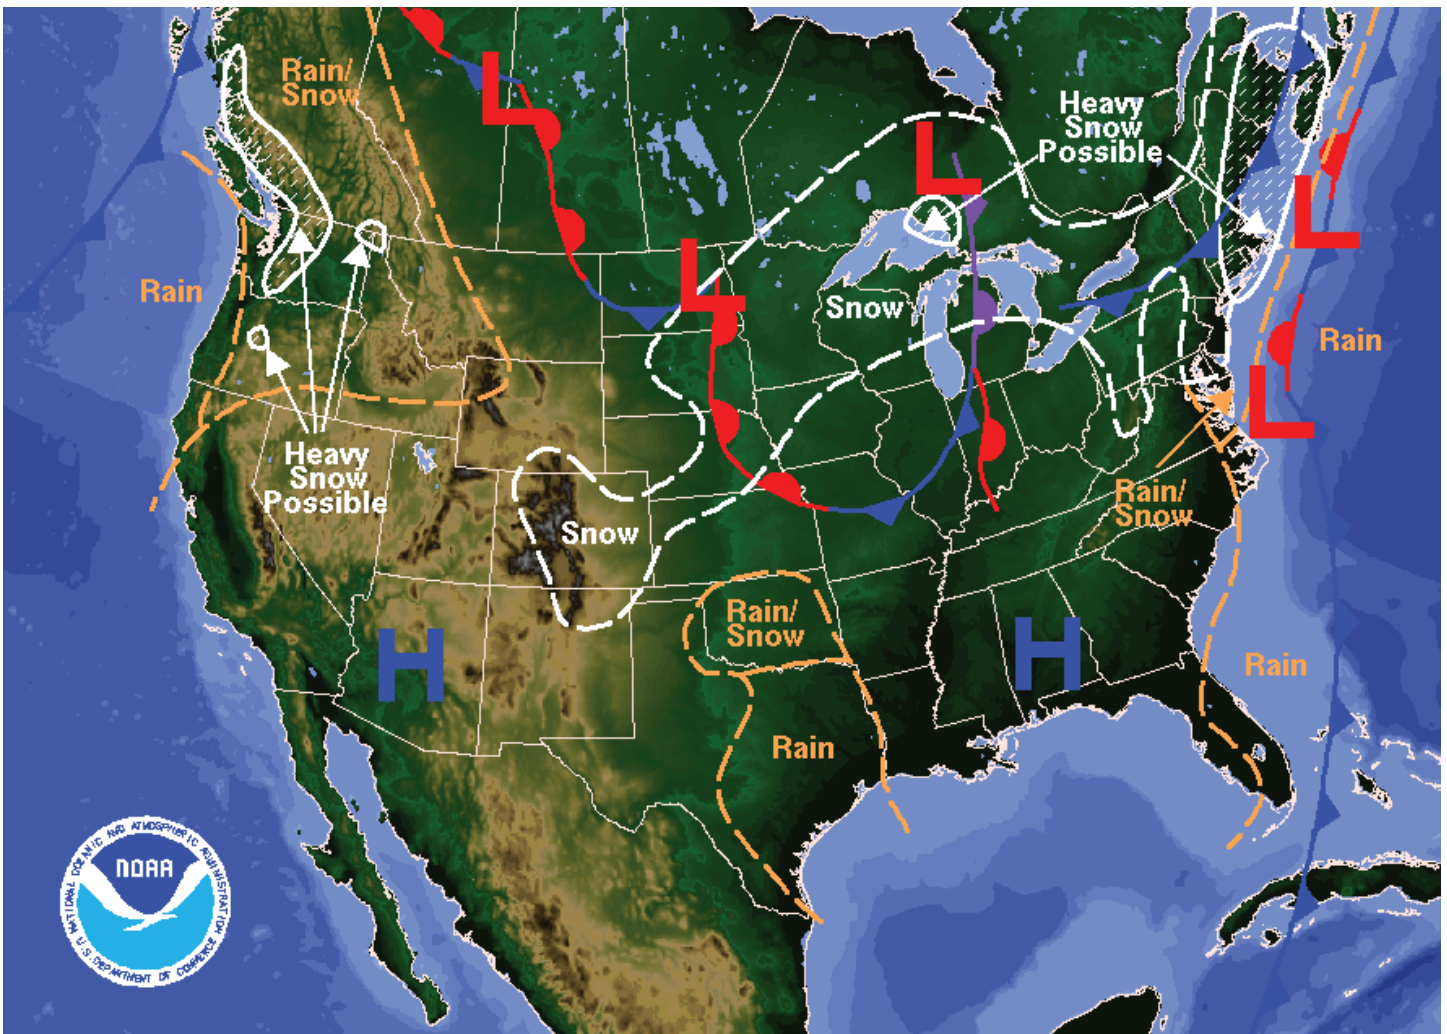 Rain/
Snow
L
L
Heavy
Snow
Possible
L
L
Rain
L
Snow
Rain
L
Heavy
Snow
Possible
Rain/
Snow
Snow
Rain/
Snow
H
H
Rain
Rain
NOAA
NATIONAL OCEANIC AND ATMOSPHERIC ADMINISTRATION
U.S. DEPARTMENT OF COMMERCE